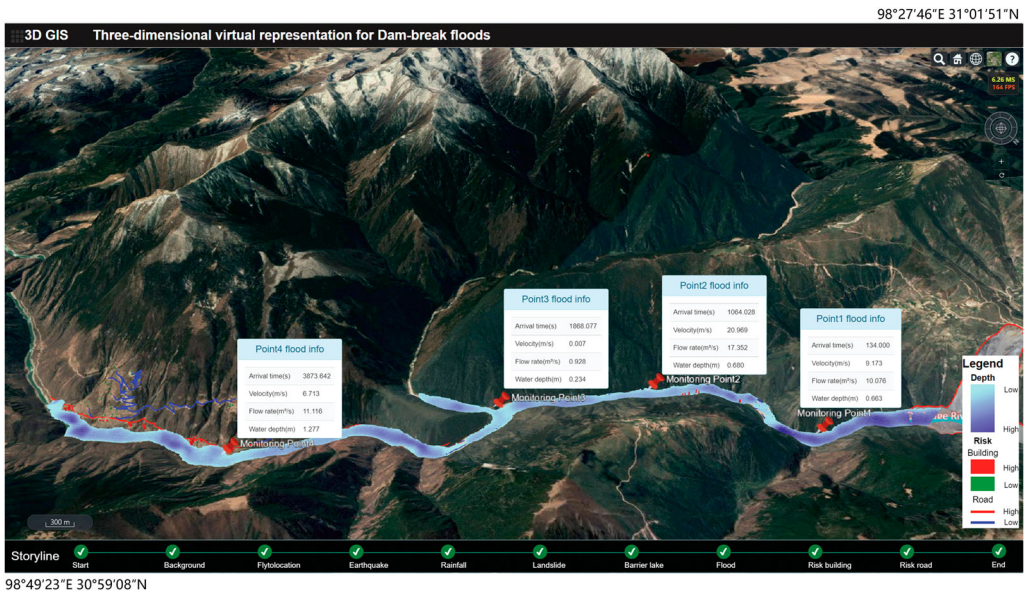 98°27'46"E 31°01'51"N
3D GIS Three-dimensional virtual representation for Dam-break floods
6.26 MS
164 FPS
Point2 flood info
Arrival time(s) 1064.028
Velocity(m/s) 20.969
Flow rate(m³/s) 17.352
Water depth(m) 0.680
Monitoring Point2
Point3 flood info
Arrival time(s) 1868.077
Velocity(m/s) 0.007
Flow rate(m³/s) 0.928
Water depth(m) 0.234
Monitoring Point3
Point1 flood info
Arrival time(s) 134.000
Velocity(m/s) 9.173
Flow rate(m³/s) 10.076
Water depth(m) 0.663
Monitoring Point1
Point4 flood info
Arrival time(s) 3873.642
Velocity(m/s) 6.713
Flow rate(m³/s) 11.116
Water depth(m) 1.277
Monitoring Point4
Legend
Depth
Low
High
Risk
Building
High
Low
Road
High
Low
300 m
Storyline
Start
Background
Flytolocation
Earthquake
Rainfall
Landslide
Barrier lake
Flood
Risk building
Risk road
End
98°49'23"E 30°59'08"N